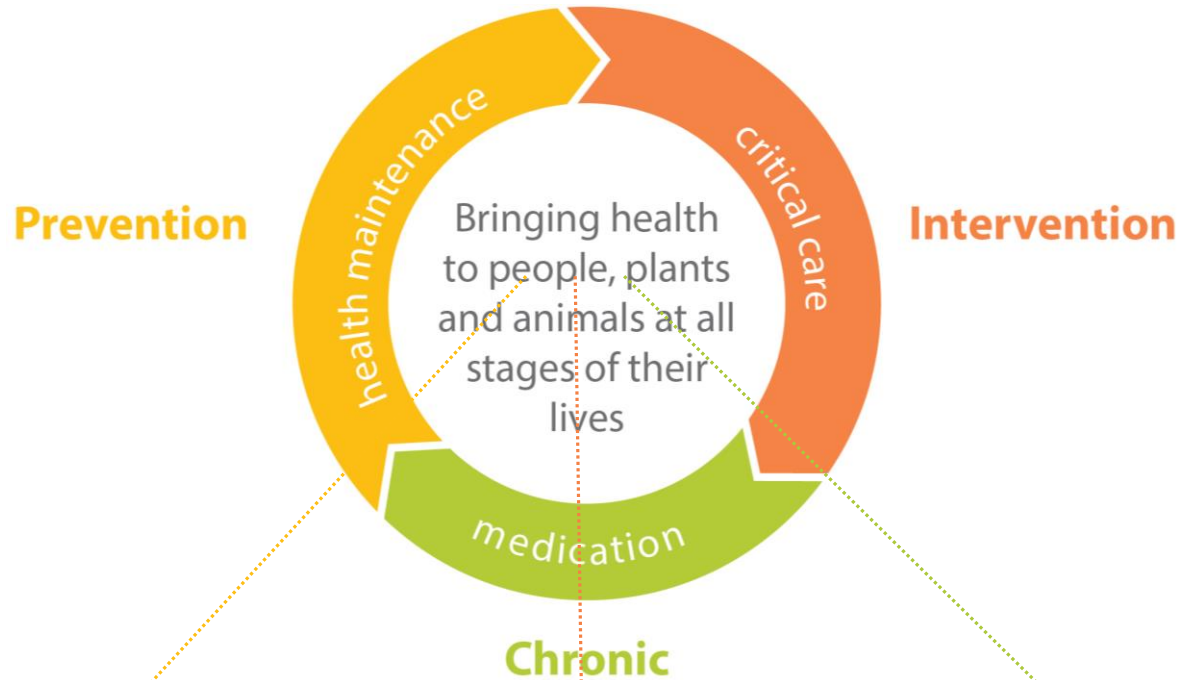 health maintenance
critical care
Prevention
Bringing health
to people, plants
and animals at all
stages of their
lives
Intervention
medication
Chronic